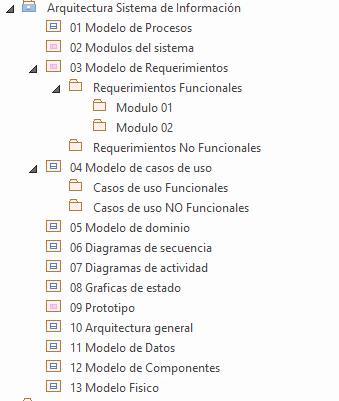 Arquitectura Sistema de Información
01 Modelo de Procesos
02 Modulos del sistema
03 Modelo de Requerimientos
Requerimientos Funcionales
Modulo 01
Modulo 02
Requerimientos No Funcionales
04 Modelo de casos de uso
Casos de uso Funcionales
Casos de uso NO Funcionales
05 Modelo de dominio
06 Diagramas de secuencia
07 Diagramas de actividad
08 Graficas de estado
09 Prototipo
10 Arquitectura general
11 Modelo de Datos
12 Modelo de Componentes
13 Modelo Fisico